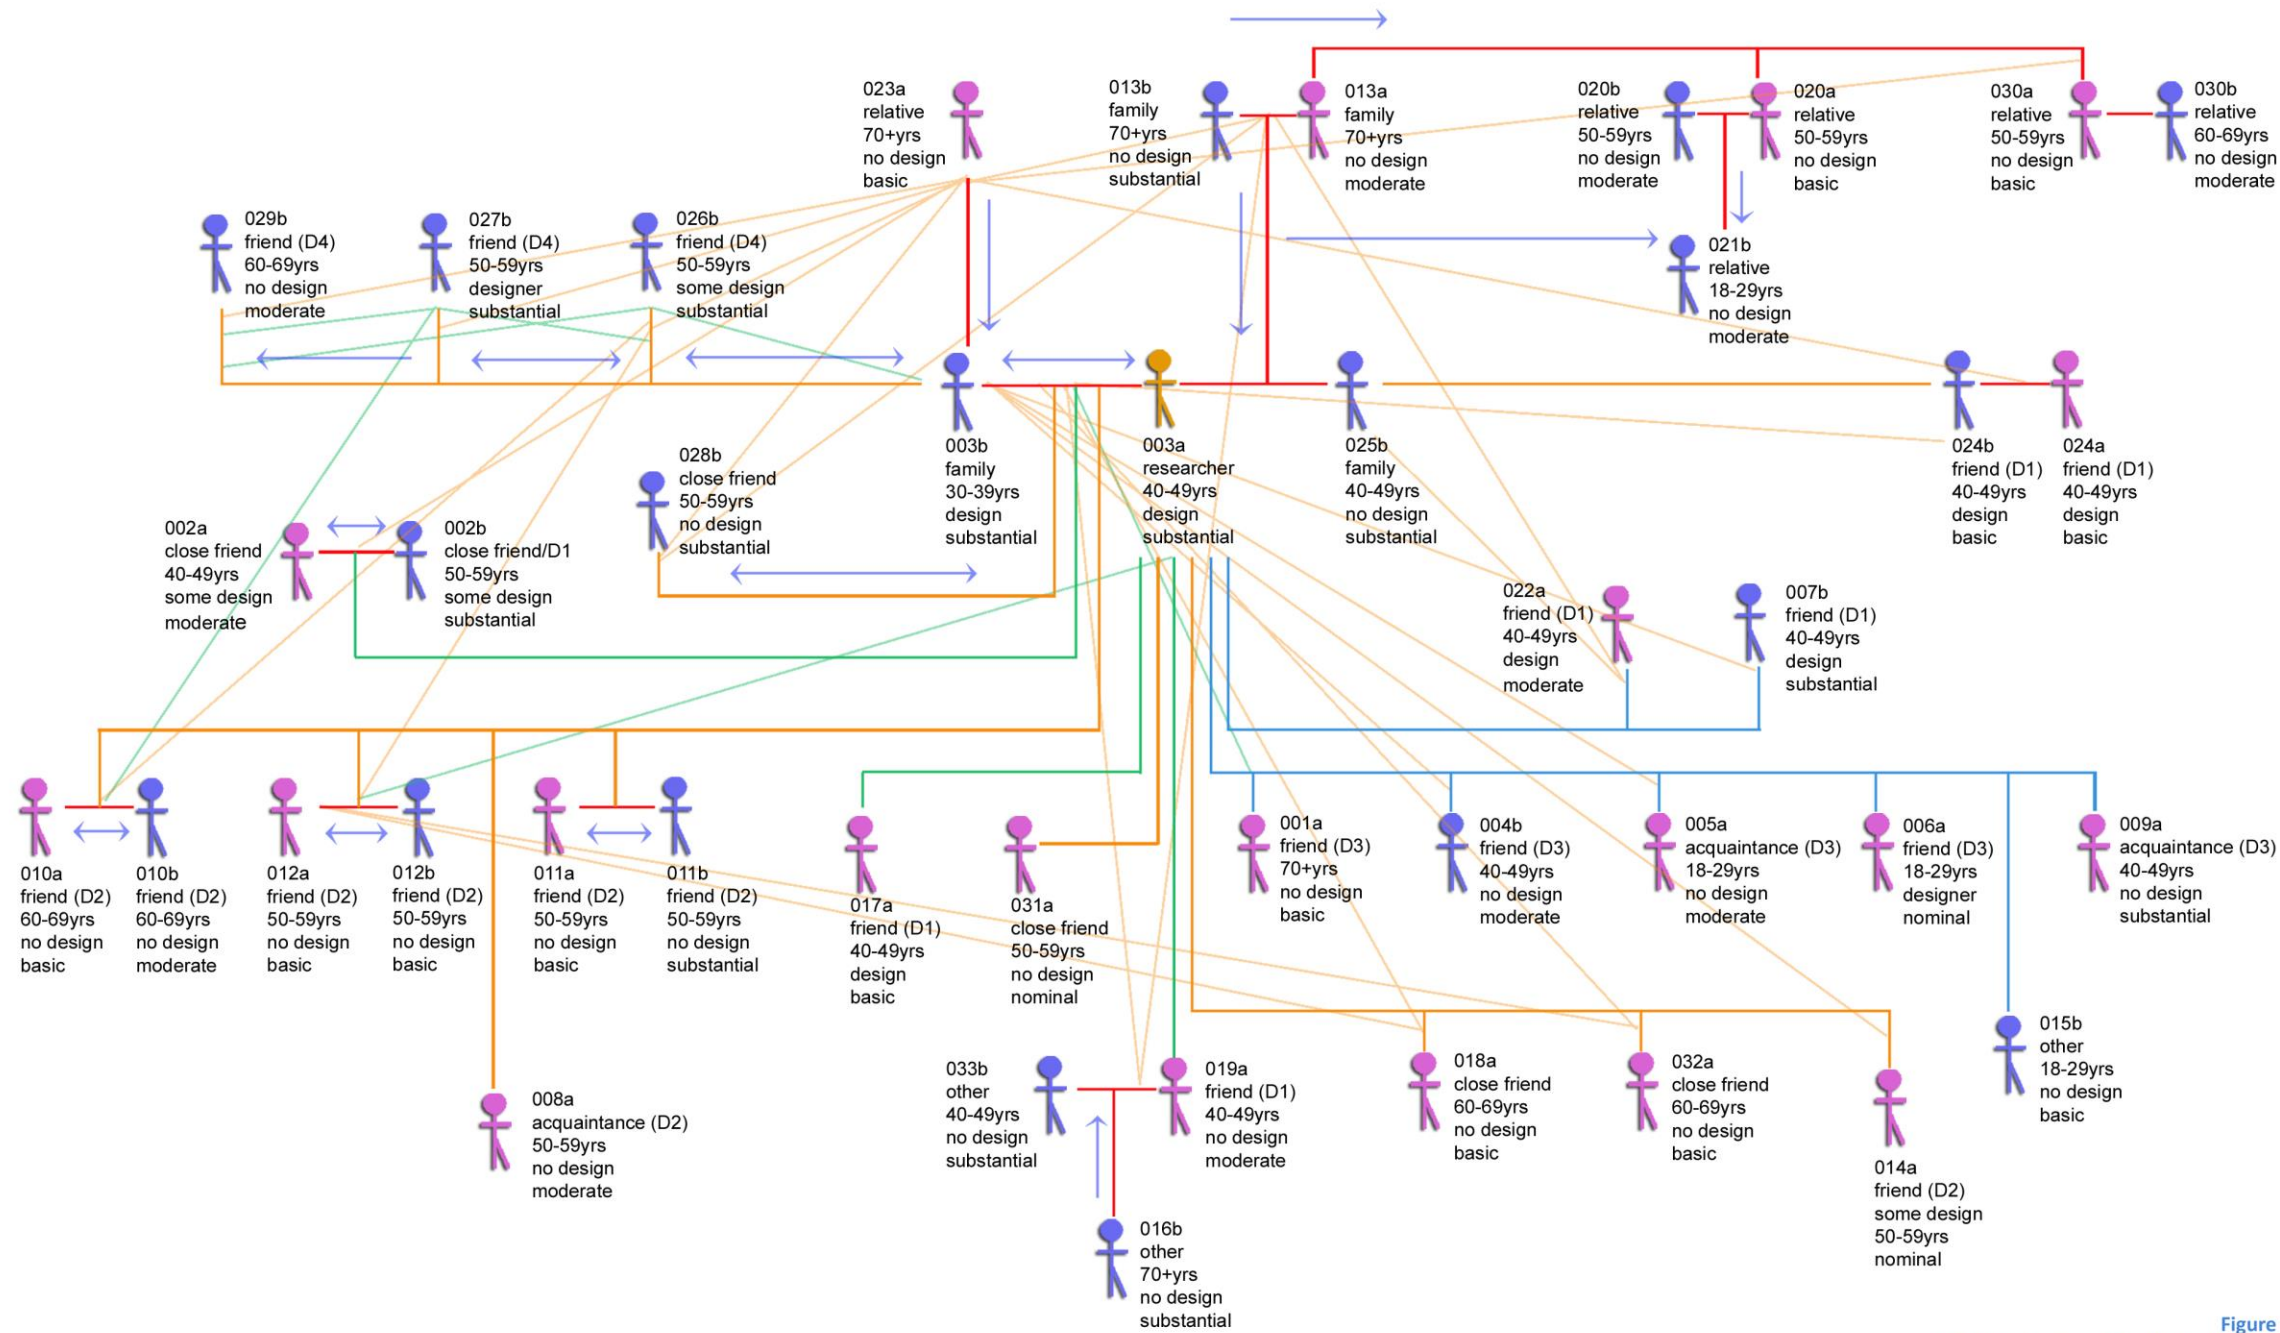 023a
relative
70+yrs
no design
basic
013b
family
70+yrs
no design
substantial
013a
family
70+yrs
no design
moderate
020b
relative
50-59yrs
no design
moderate
020a
relative
50-59yrs
no design
basic
030a
relative
50-59yrs
no design
basic
030b
relative
60-69yrs
no design
moderate
029b
friend (D4)
60-69yrs
no design
moderate
027b
friend (D4)
50-59yrs
designer
substantial
026b
friend (D4)
50-59yrs
some design
substantial
021b
relative
18-29yrs
no design
moderate
003b
family
30-39yrs
design
substantial
003a
researcher
40-49yrs
design
substantial
025b
family
40-49yrs
no design
substantial
024b
friend (D1)
40-49yrs
design
basic
024a
friend (D1)
40-49yrs
design
basic
028b
close friend
50-59yrs
no design
substantial
002a
close friend
40-49yrs
some design
moderate
002b
close friend/D1
50-59yrs
some design
substantial
022a
friend (D1)
40-49yrs
design
moderate
007b
friend (D1)
40-49yrs
design
substantial
010a
friend (D2)
60-69yrs
no design
basic
010b
friend (D2)
60-69yrs
no design
moderate
012a
friend (D2)
50-59yrs
no design
basic
012b
friend (D2)
50-59yrs
no design
basic
011a
friend (D2)
50-59yrs
no design
basic
011b
friend (D2)
50-59yrs
no design
substantial
017a
friend (D1)
40-49yrs
design
basic
031a
close friend
50-59yrs
no design
nominal
001a
friend (D3)
70+yrs
no design
basic
004b
friend (D3)
40-49yrs
no design
moderate
005a
acquaintance (D3)
18-29yrs
no design
moderate
006a
friend (D3)
18-29yrs
designer
nominal
009a
acquaintance (D3)
40-49yrs
no design
substantial
008a
acquaintance (D2)
50-59yrs
no design
moderate
033b
other
40-49yrs
no design
substantial
019a
friend (D1)
40-49yrs
no design
moderate
018a
close friend
60-69yrs
no design
basic
032a
close friend
60-69yrs
no design
basic
015b
other
18-29yrs
no design
basic
014a
friend (D2)
some design
50-59yrs
nominal
016b
other
70+yrs
no design
substantial
Figure